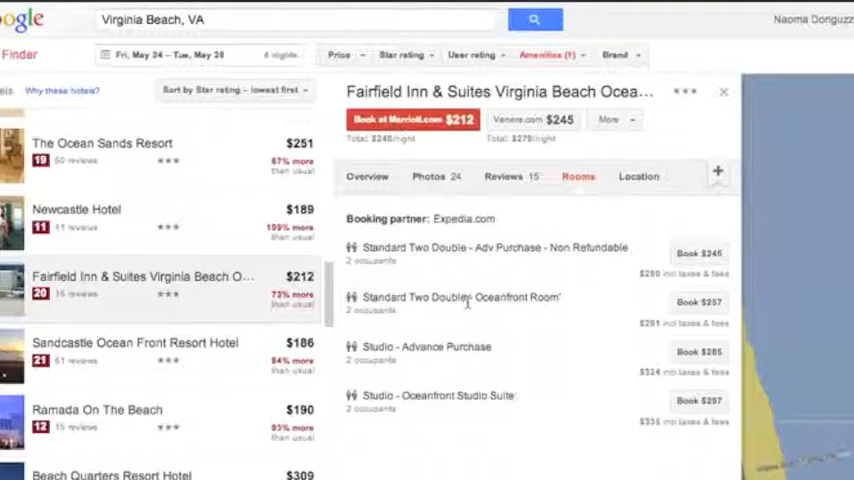 ogle
Virginia Beach, VA
Naoma Donguzz
Finder
Fri, May 24 – Tue, May 28
4 nights
Price
Star rating
User rating
Amenities (1)
Brand
els
Why these hotels?
Sort by Star rating – lowest first
The Ocean Sands Resort
$251
19 60 reviews
67% more
than usual
Newcastle Hotel
$189
11 11 reviews
199% more
than usual
Fairfield Inn & Suites Virginia Beach O...
$212
20 15 reviews
73% more
than usual
Sandcastle Ocean Front Resort Hotel
$186
21 61 reviews
84% more
than usual
Ramada On The Beach
$190
12 15 reviews
93% more
than usual
Beach Quarters Resort Hotel
$309
Fairfield Inn & Suites Virginia Beach Ocea...
Book at Marriott.com $212
Venere.com $245
More
Total: $240/night
Total: $279/night
Overview
Photos 24
Reviews 15
Rooms
Location
Booking partner: Expedia.com
Standard Two Double - Adv Purchase - Non Refundable
2 occupants
Book $246
$280 incl taxes & fees
Standard Two Double- Oceanfront Room'
2 occupants
Book $257
$291 incl taxes & fees
Studio - Advance Purchase
2 occupants
Book $285
$324 incl taxes & fees
Studio - Oceanfront Studio Suite
2 occupants
Book $297
$335 incl taxes & fees